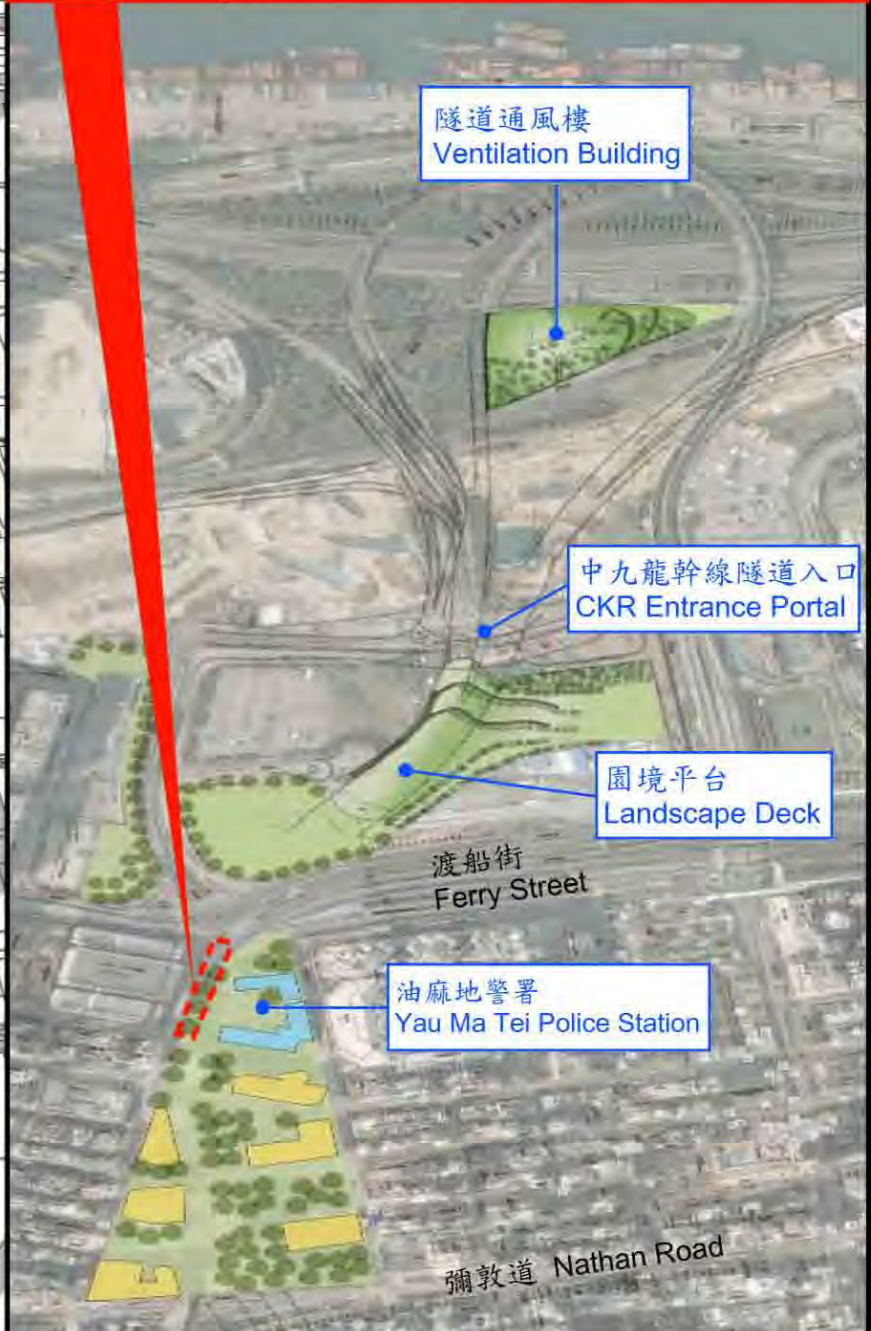 隧道通風樓
Ventilation Building
中九龍幹線隧道入口
CKR Entrance Portal
園境平台
Landscape Deck
渡船街
Ferry Street
油麻地警署
Yau Ma Tei Police Station
彌敦道 Nathan Road